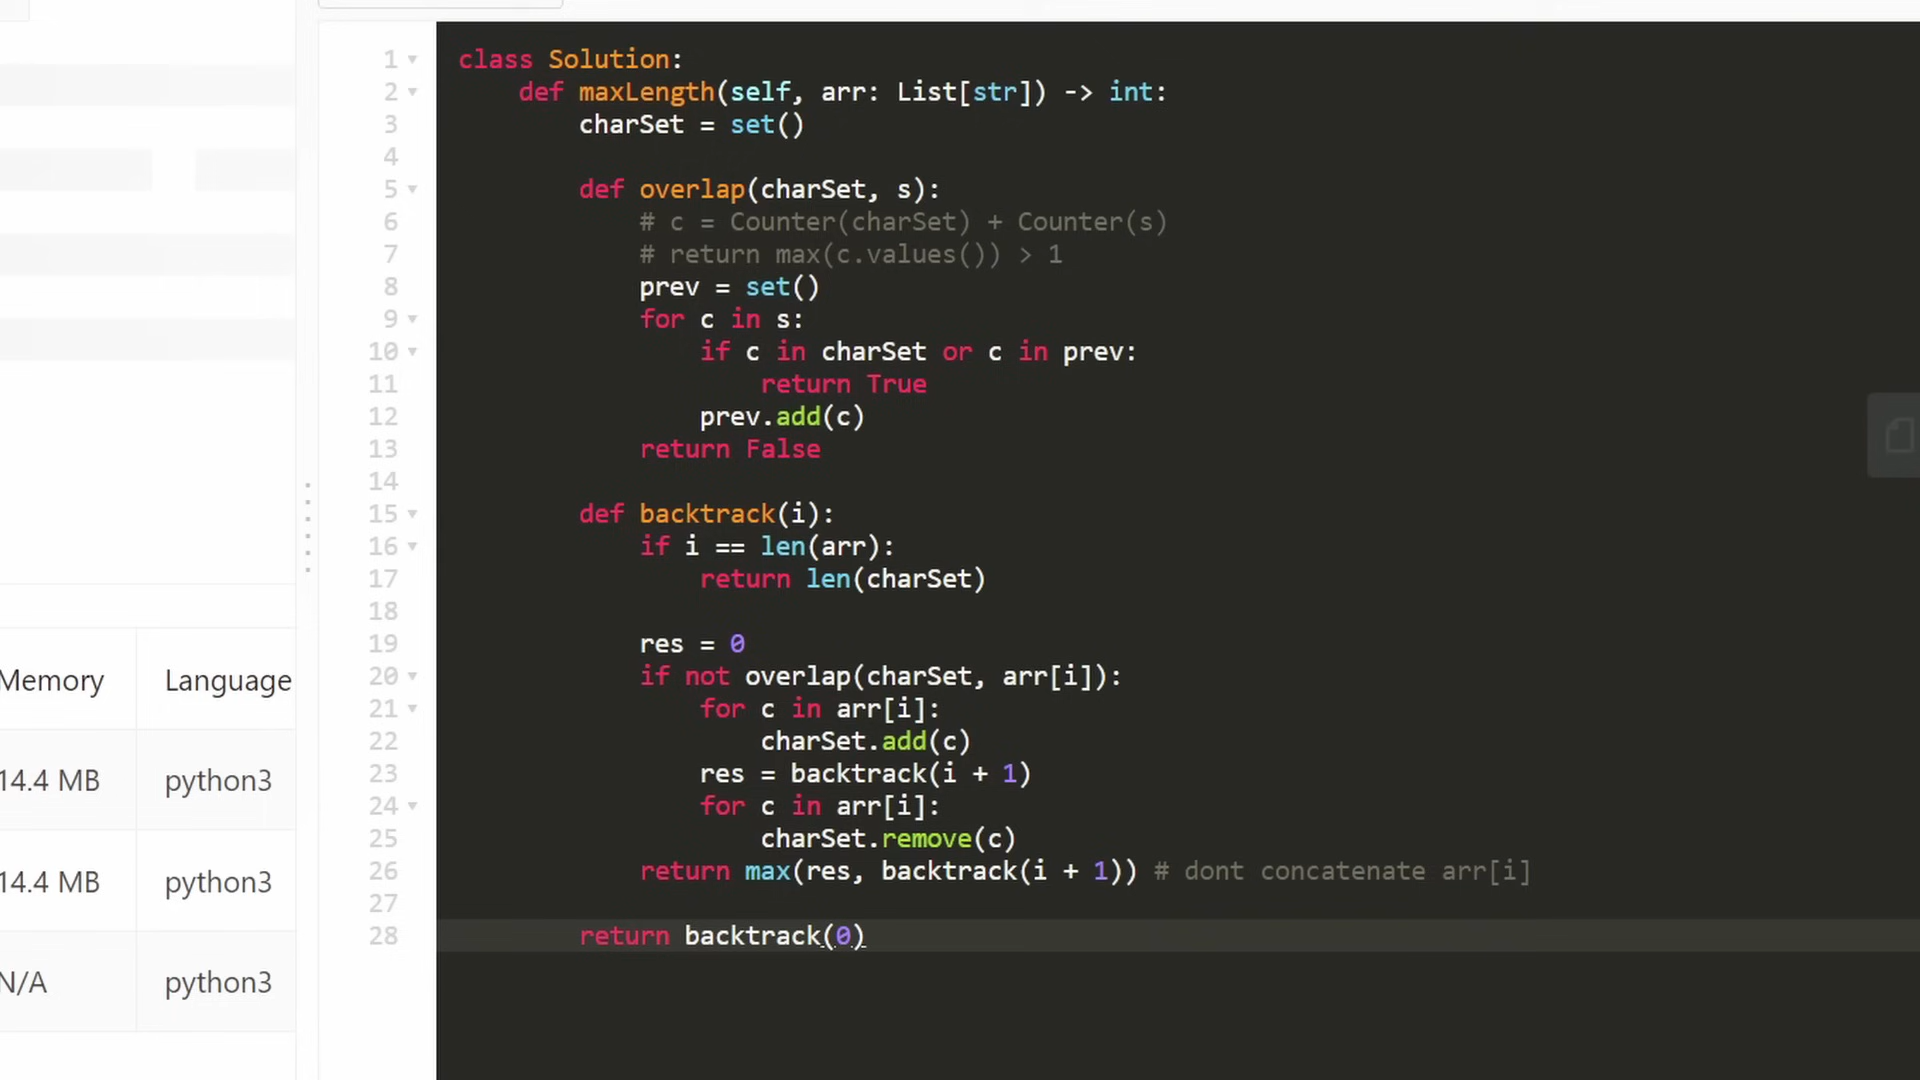 1 class Solution:
2 def maxLength(self, arr: List[str]) -> int:
3 charSet = set()
4
5 def overlap(charSet, s):
6 # c = Counter(charSet) + Counter(s)
7 # return max(c.values()) > 1
8 prev = set()
9 for c in s:
10 if c in charSet or c in prev:
11 return True
12 prev.add(c)
13 return False
14
15 def backtrack(i):
16 if i == len(arr):
17 return len(charSet)
18
19 res = 0
20 if not overlap(charSet, arr[i]):
21 for c in arr[i]:
22 charSet.add(c)
23 res = backtrack(i + 1)
24 for c in arr[i]:
25 charSet.remove(c)
26 return max(res, backtrack(i + 1)) # dont concatenate arr[i]
27
28 return backtrack(0)
Memory Language
14.4 MB python3
14.4 MB python3
N/A python3